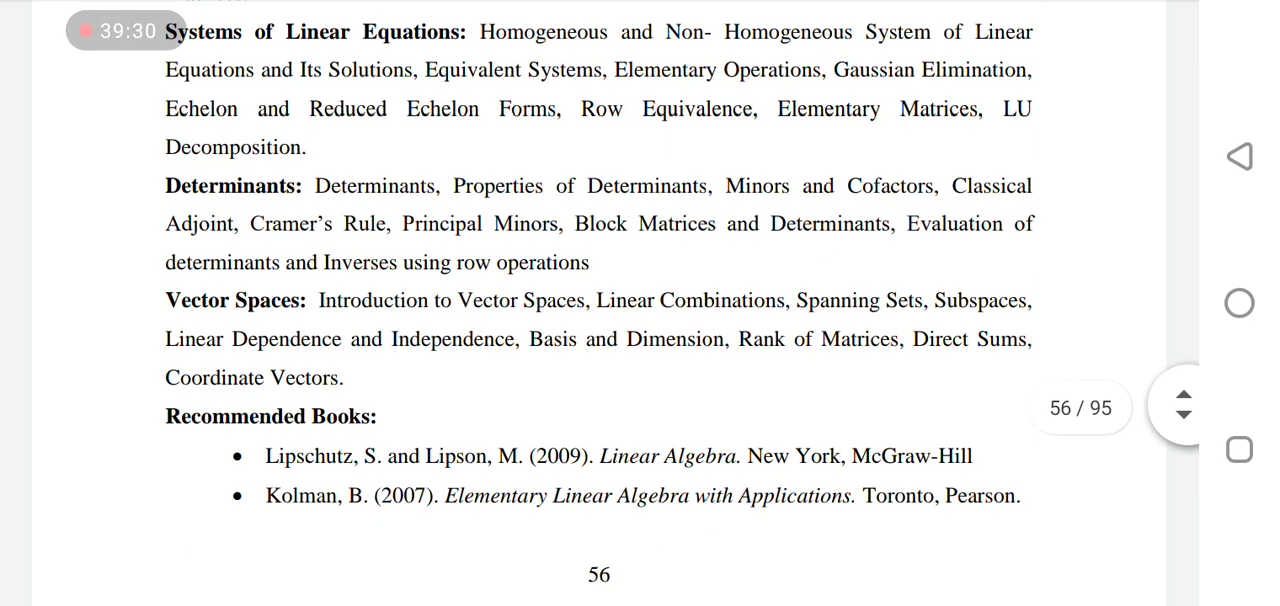 39:30
Systems of Linear Equations: Homogeneous and Non- Homogeneous System of Linear
Equations and Its Solutions, Equivalent Systems, Elementary Operations, Gaussian Elimination,
Echelon and Reduced Echelon Forms, Row Equivalence, Elementary Matrices, LU
Decomposition.
Determinants: Determinants, Properties of Determinants, Minors and Cofactors, Classical
Adjoint, Cramer’s Rule, Principal Minors, Block Matrices and Determinants, Evaluation of
determinants and Inverses using row operations
Vector Spaces: Introduction to Vector Spaces, Linear Combinations, Spanning Sets, Subspaces,
Linear Dependence and Independence, Basis and Dimension, Rank of Matrices, Direct Sums,
Coordinate Vectors.
Recommended Books:
56 / 95
• Lipschutz, S. and Lipson, M. (2009). Linear Algebra. New York, McGraw-Hill
• Kolman, B. (2007). Elementary Linear Algebra with Applications. Toronto, Pearson.
56